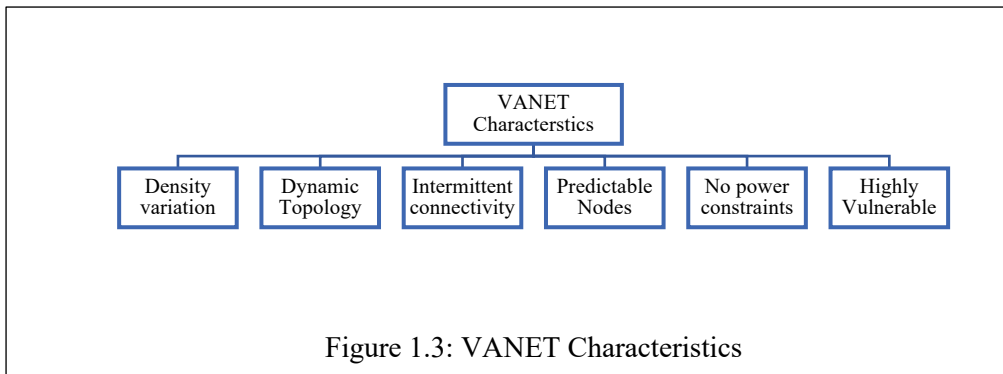 VANET
Characterstics
Density
variation
Dynamic
Topology
Intermittent
connectivity
Predictable
Nodes
No power
constraints
Highly
Vulnerable
Figure 1.3: VANET Characteristics